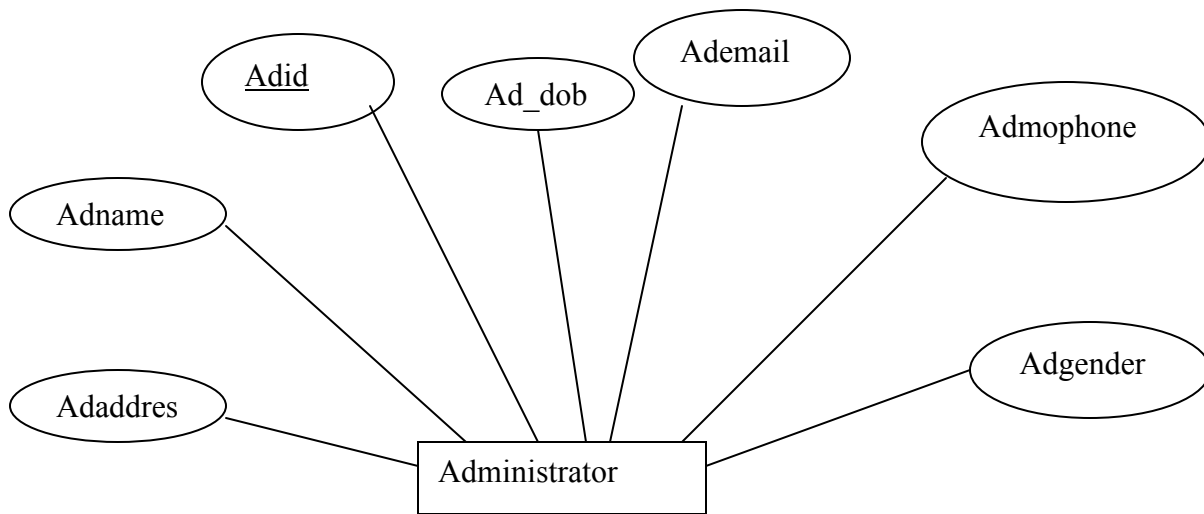 Adid
Ad_dob
Ademail
Admophone
Adname
Adgender
Adaddres
Administrator